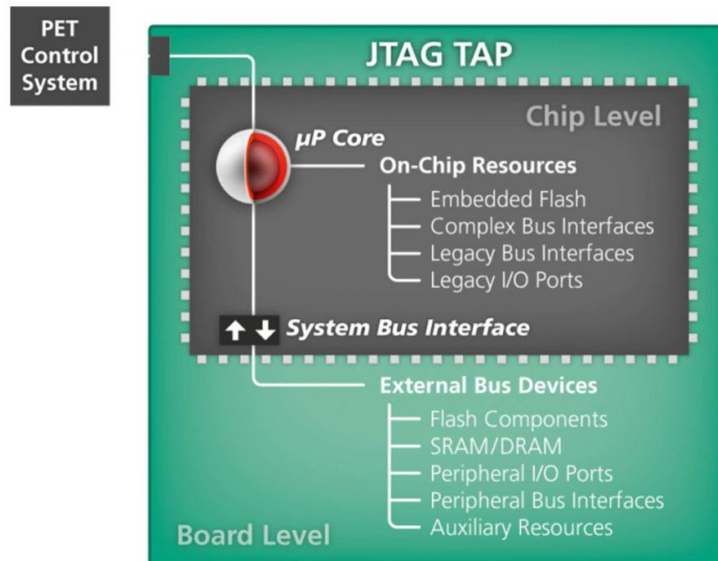 PET
Control
System
JTAG TAP
Chip Level
µP Core
On-Chip Resources
Embedded Flash
Complex Bus Interfaces
Legacy Bus Interfaces
Legacy I/O Ports
System Bus Interface
External Bus Devices
Flash Components
SRAM/DRAM
Peripheral I/O Ports
Peripheral Bus Interfaces
Auxiliary Resources
Board Level